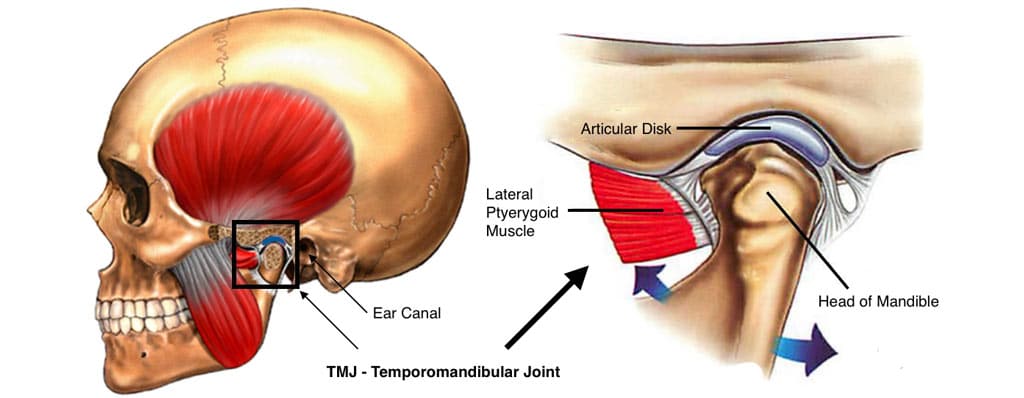 Articular Disk
Lateral
Ptyerygoid
Muscle
Head of Mandible
Ear Canal
TMJ - Temporomandibular Joint